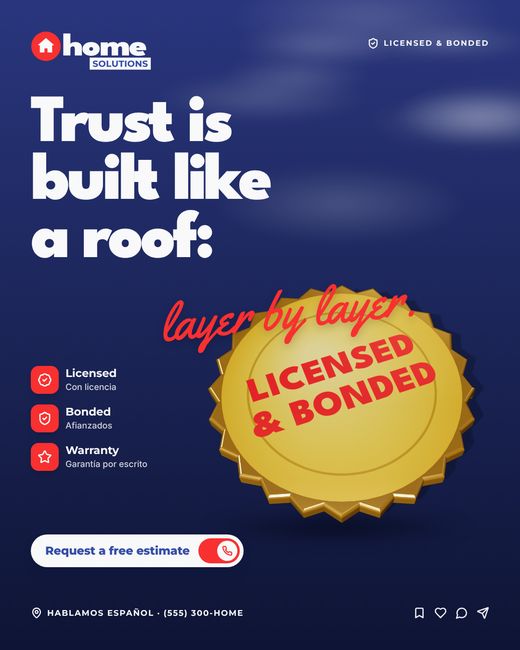 home
SOLUTIONS
LICENSED & BONDED
Trust is
built like
a roof:
layer by layer.
LICENSED
& BONDED
Licensed
Con licencia
Bonded
Afianzados
Warranty
Garantía por escrito
Request a free estimate
HABLAMOS ESPAÑOL · (555) 300-HOME